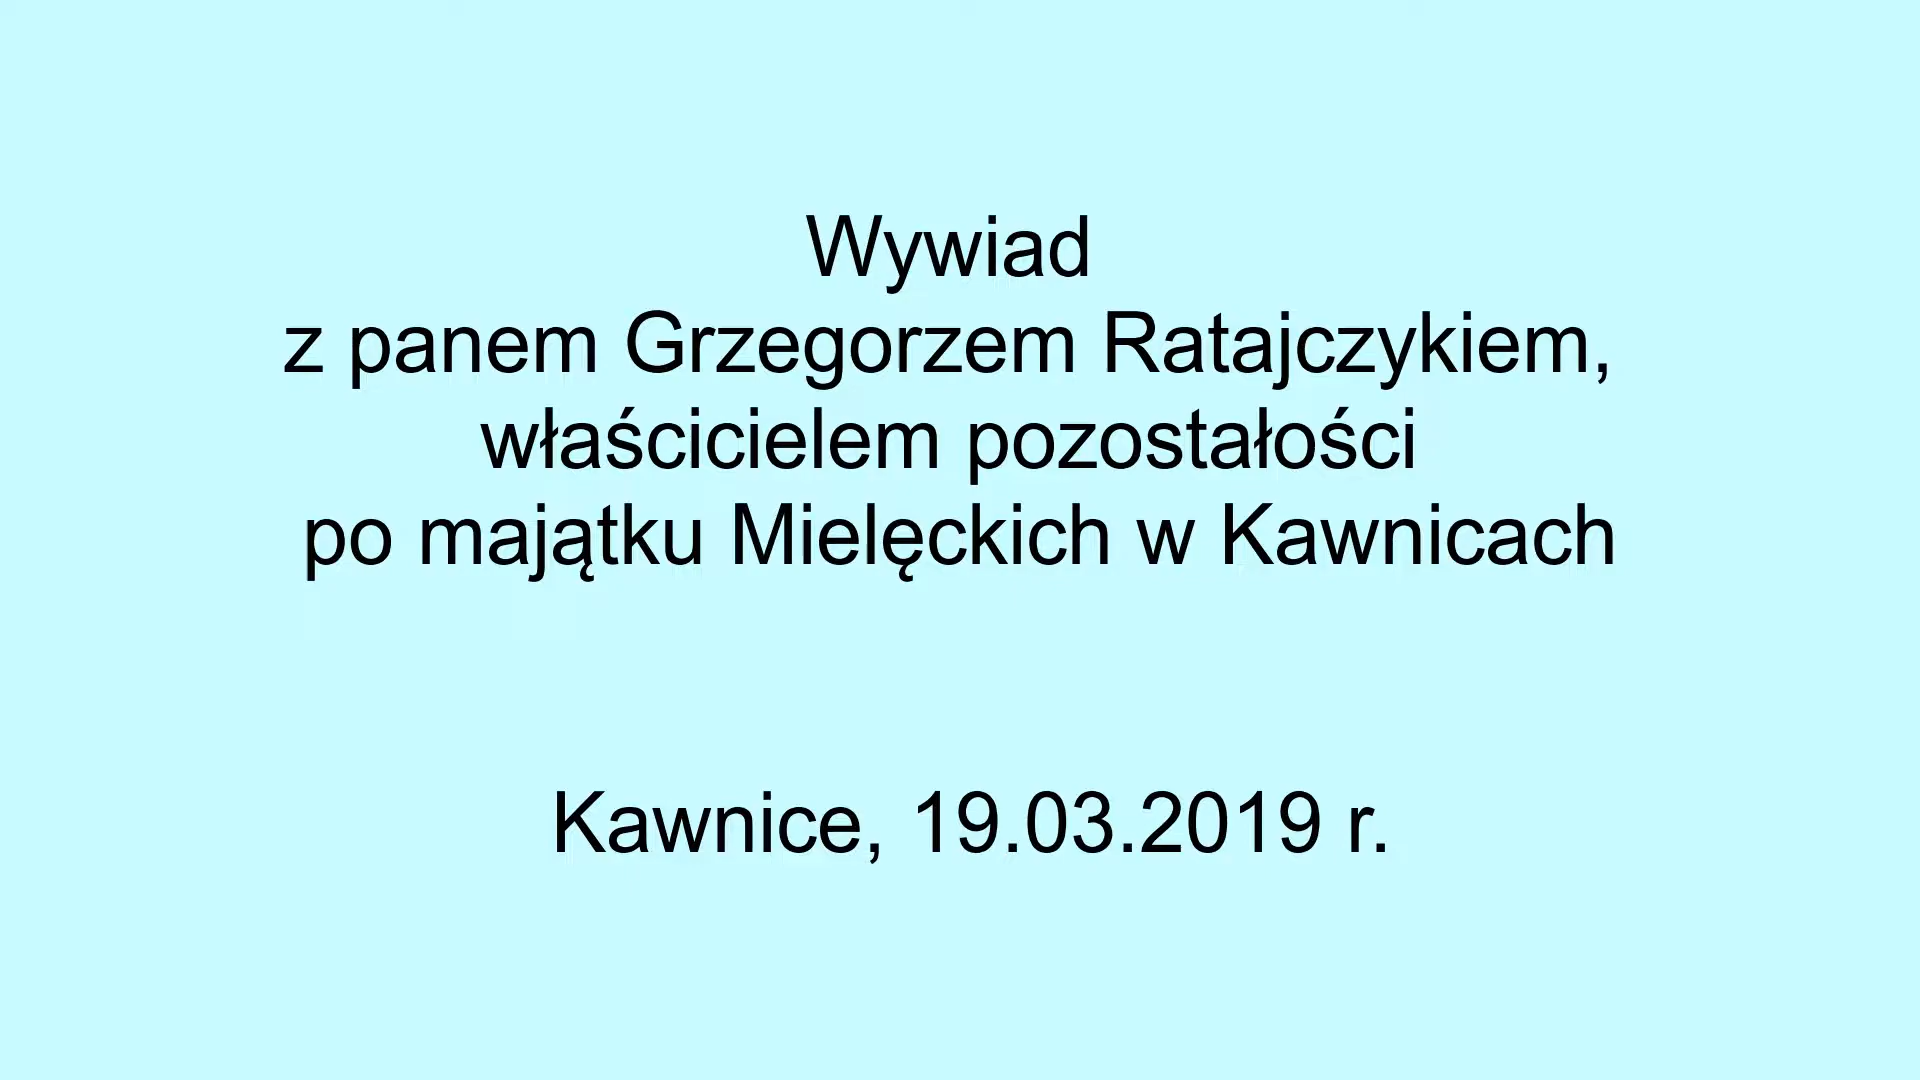 Wywiad
z panem Grzegorzem Ratajczykiem,
właścicielem pozostałości
po majątku Mielęckich w Kawnicach
Kawnice, 19.03.2019 r.